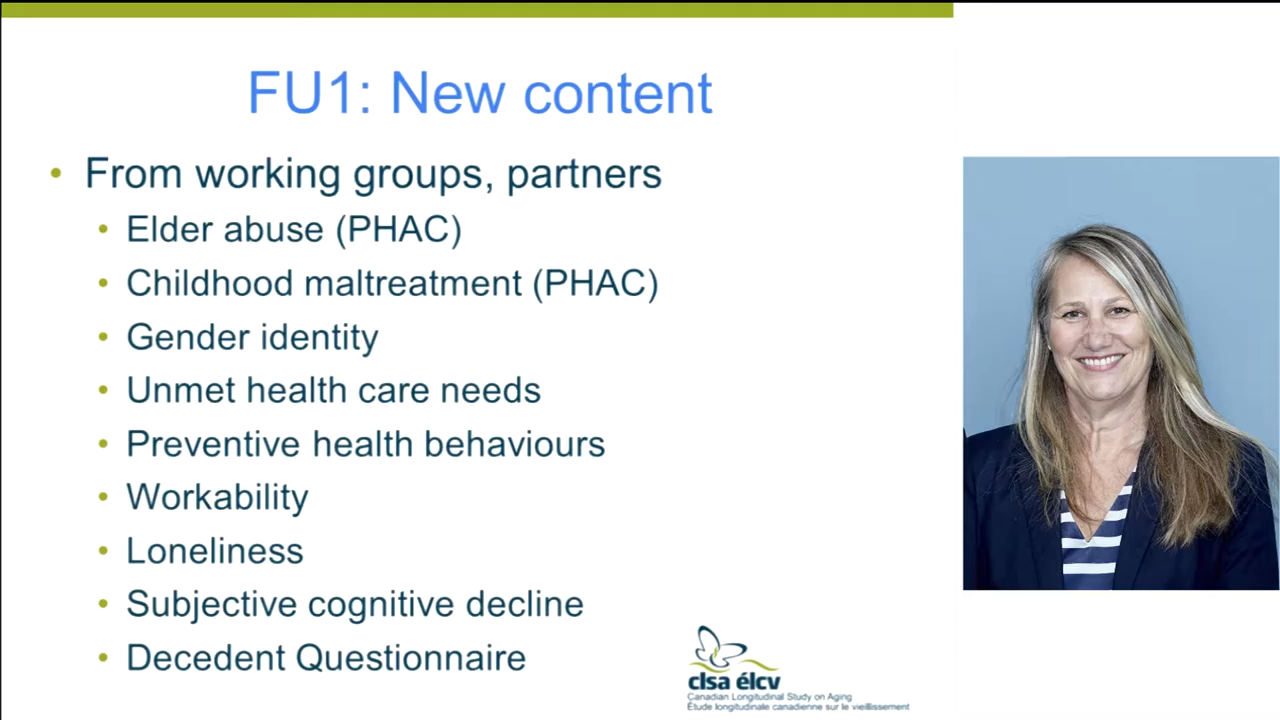 FU1: New content
• From working groups, partners
• Elder abuse (PHAC)
• Childhood maltreatment (PHAC)
• Gender identity
• Unmet health care needs
• Preventive health behaviours
• Workability
• Loneliness
• Subjective cognitive decline
• Decedent Questionnaire
clsa élcv
Canadian Longitudinal Study on Aging
Étude longitudinale canadienne sur le vieillissement